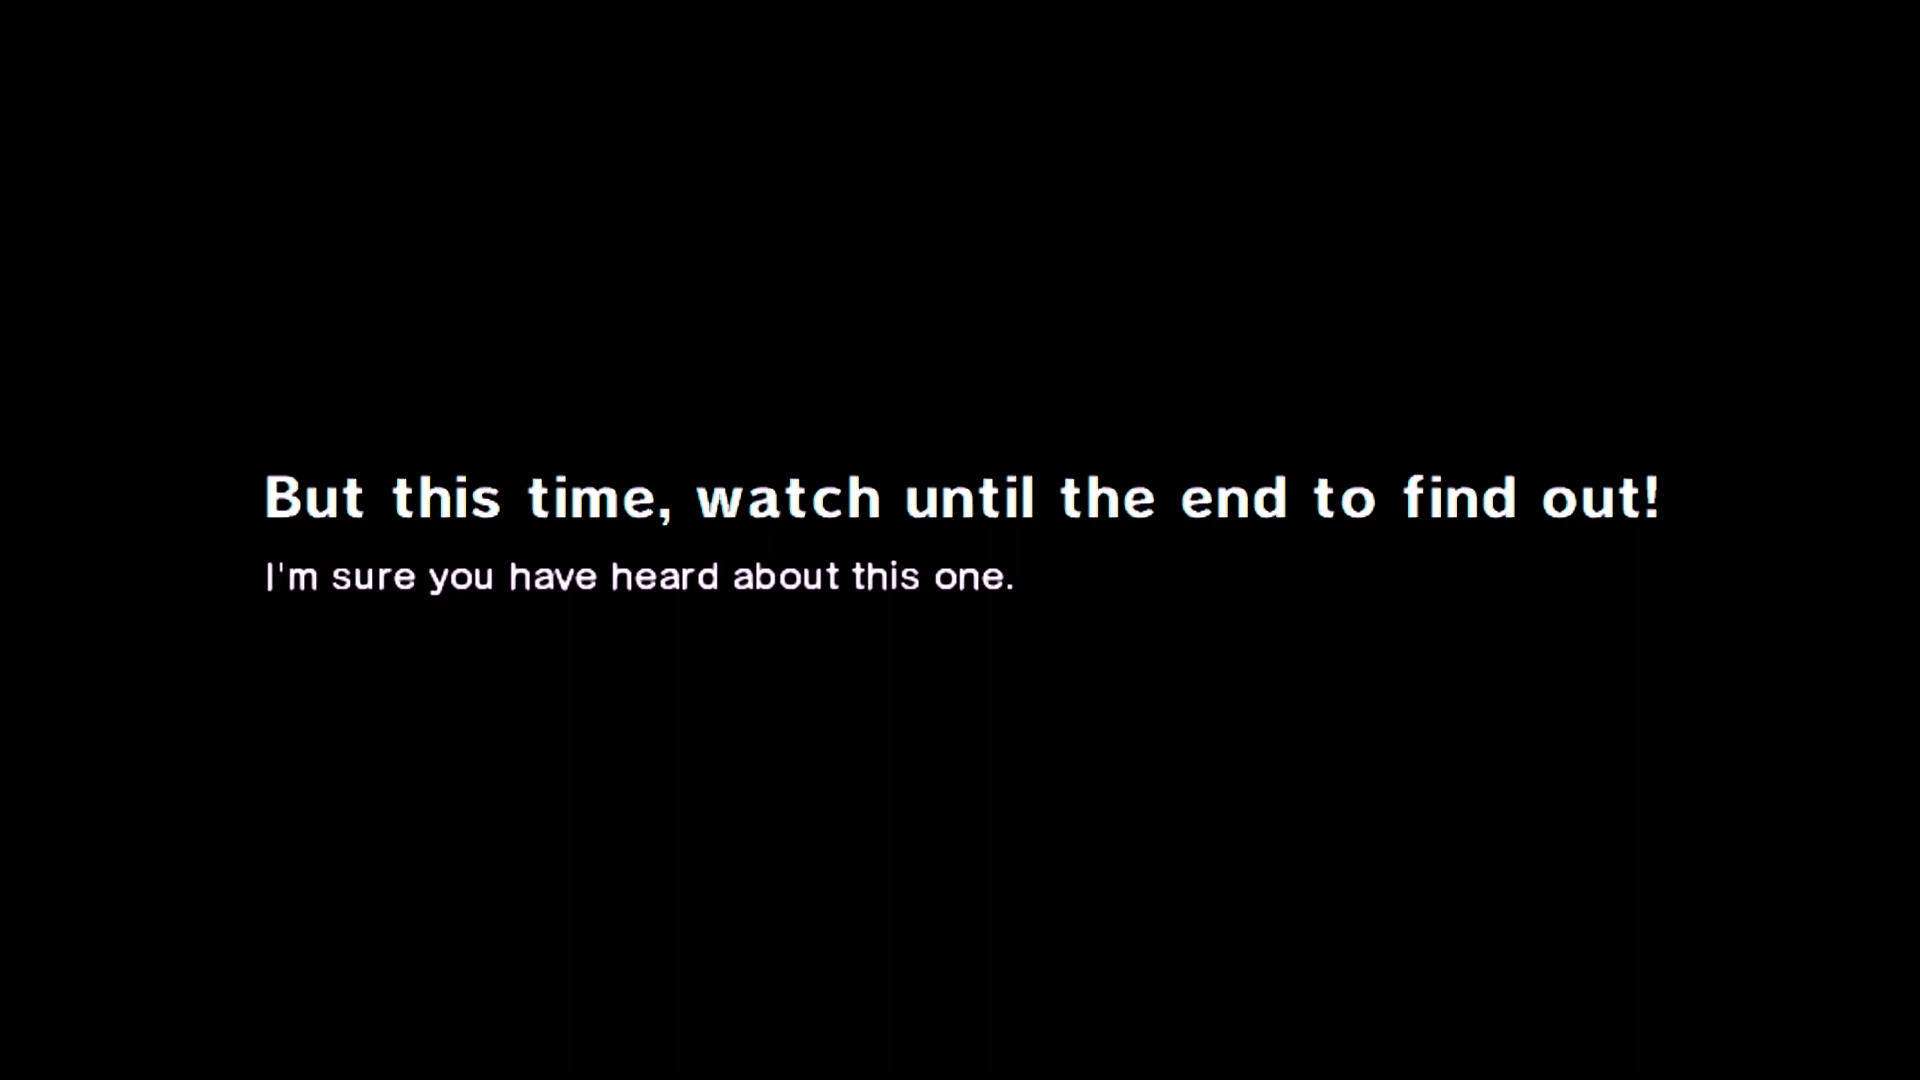 But this time, watch until the end to find out!
I'm sure you have heard about this one.